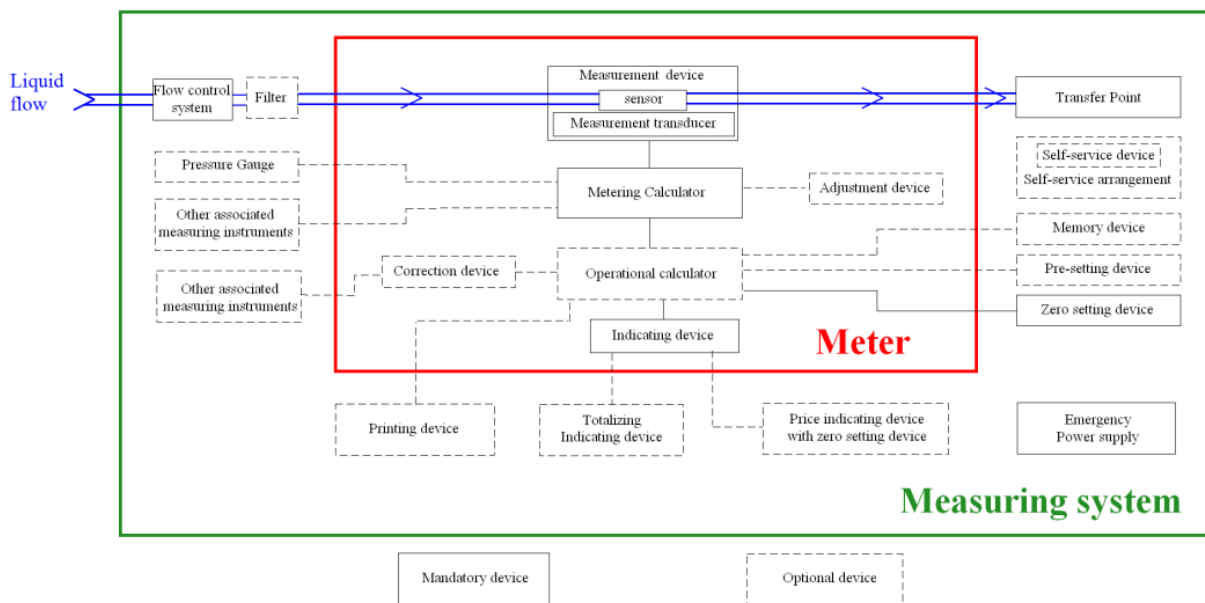 Liquid
flow
Flow control
system
Filter
Measurement device
sensor
Measurement transducer
Transfer Point
Pressure Gauge
Metering Calculator
Adjustment device
Self-service device
Self-service arrangement
Other associated
measuring instruments
Memory device
Correction device
Operational calculator
Pre-setting device
Other associated
measuring instruments
Zero setting device
Indicating device
Meter
Printing device
Totalizing
Indicating device
Price indicating device
with zero setting device
Emergency
Power supply
Measuring system
Mandatory device
Optional device